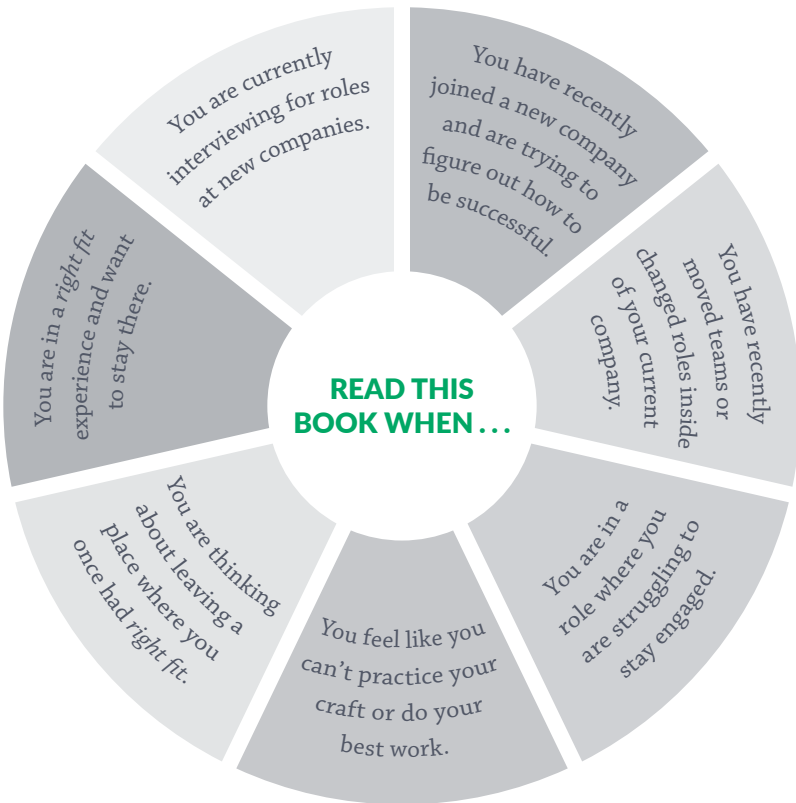 READ THIS
BOOK WHEN ...
You have recently
joined a new company
and are trying to
figure out how to
be successful.
You have recently
moved teams or
changed roles inside
of your current
company.
You are in a
role where you
are struggling to
stay engaged.
You feel like you
can't practice your
craft or do your
best work.
You are thinking
about leaving a
place where you
once had right fit.
You are in a right fit
experience and want
to stay there.
You are currently
interviewing for roles
at new companies.